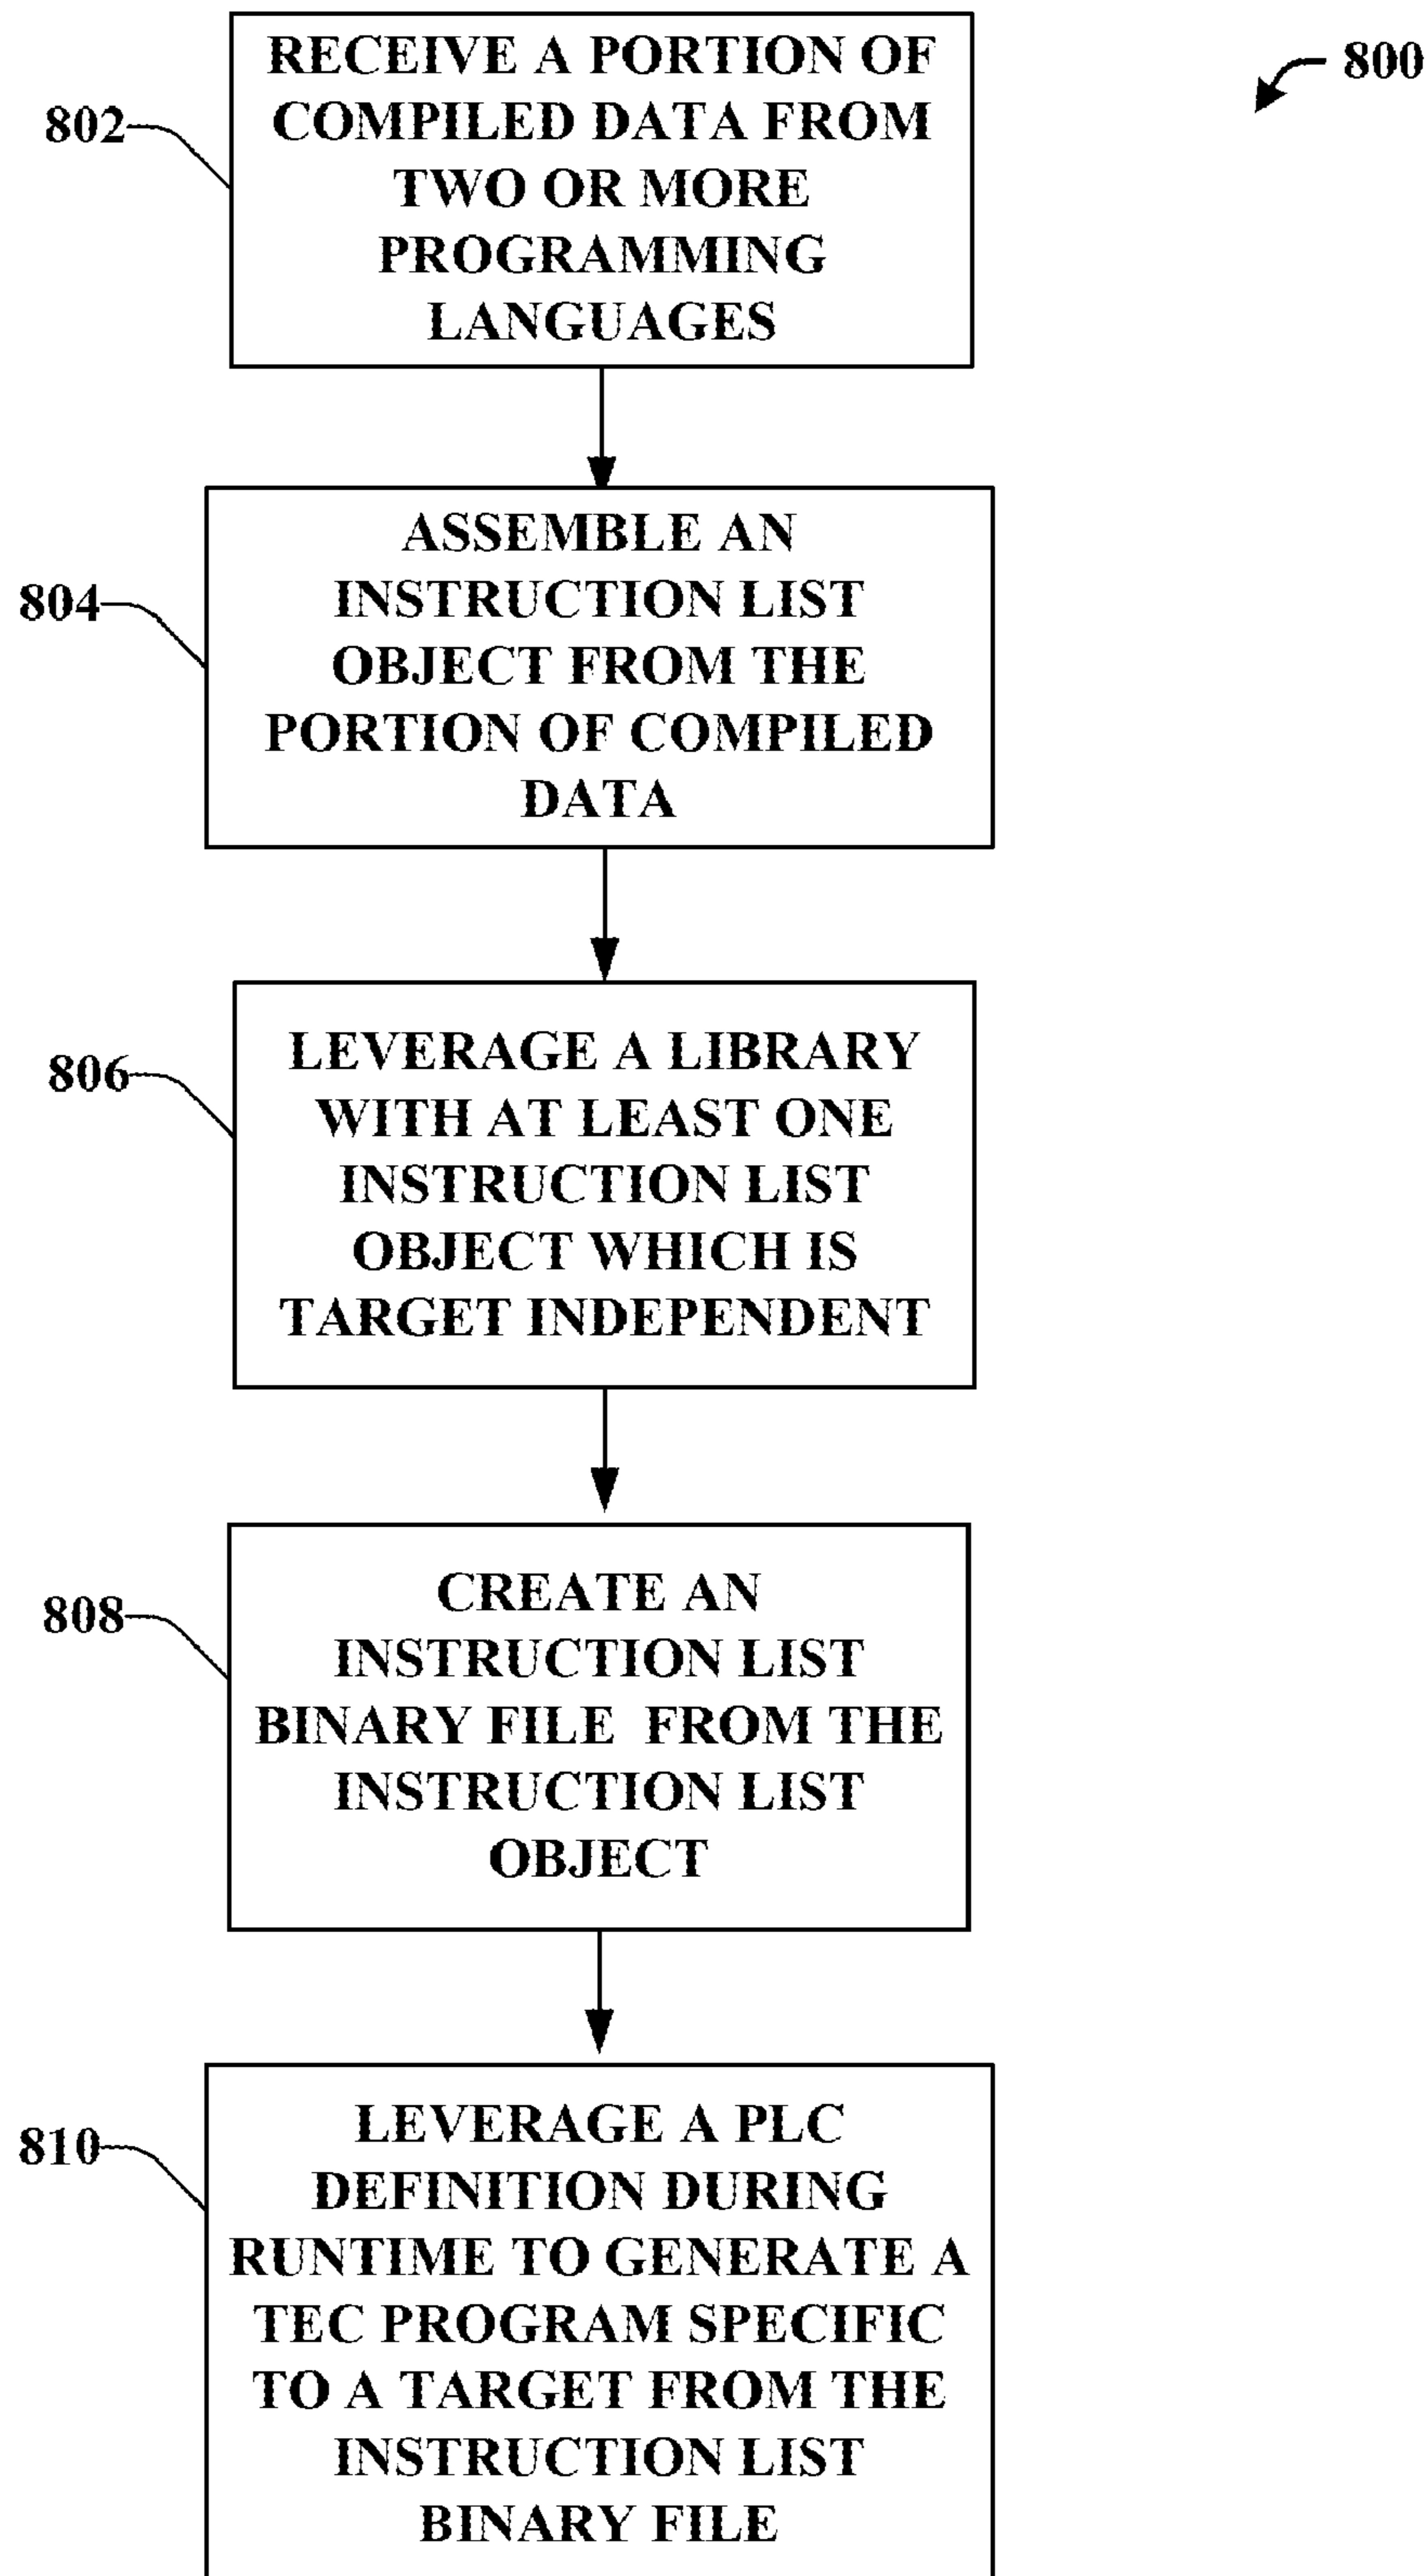 800
802
RECEIVE A PORTION OF
COMPILED DATA FROM
TWO OR MORE
PROGRAMMING
LANGUAGES
804
ASSEMBLE AN
INSTRUCTION LIST
OBJECT FROM THE
PORTION OF COMPILED
DATA
806
LEVERAGE A LIBRARY
WITH AT LEAST ONE
INSTRUCTION LIST
OBJECT WHICH IS
TARGET INDEPENDENT
808
CREATE AN
INSTRUCTION LIST
BINARY FILE FROM THE
INSTRUCTION LIST
OBJECT
810
LEVERAGE A PLC
DEFINITION DURING
RUNTIME TO GENERATE A
TEC PROGRAM SPECIFIC
TO A TARGET FROM THE
INSTRUCTION LIST
BINARY FILE